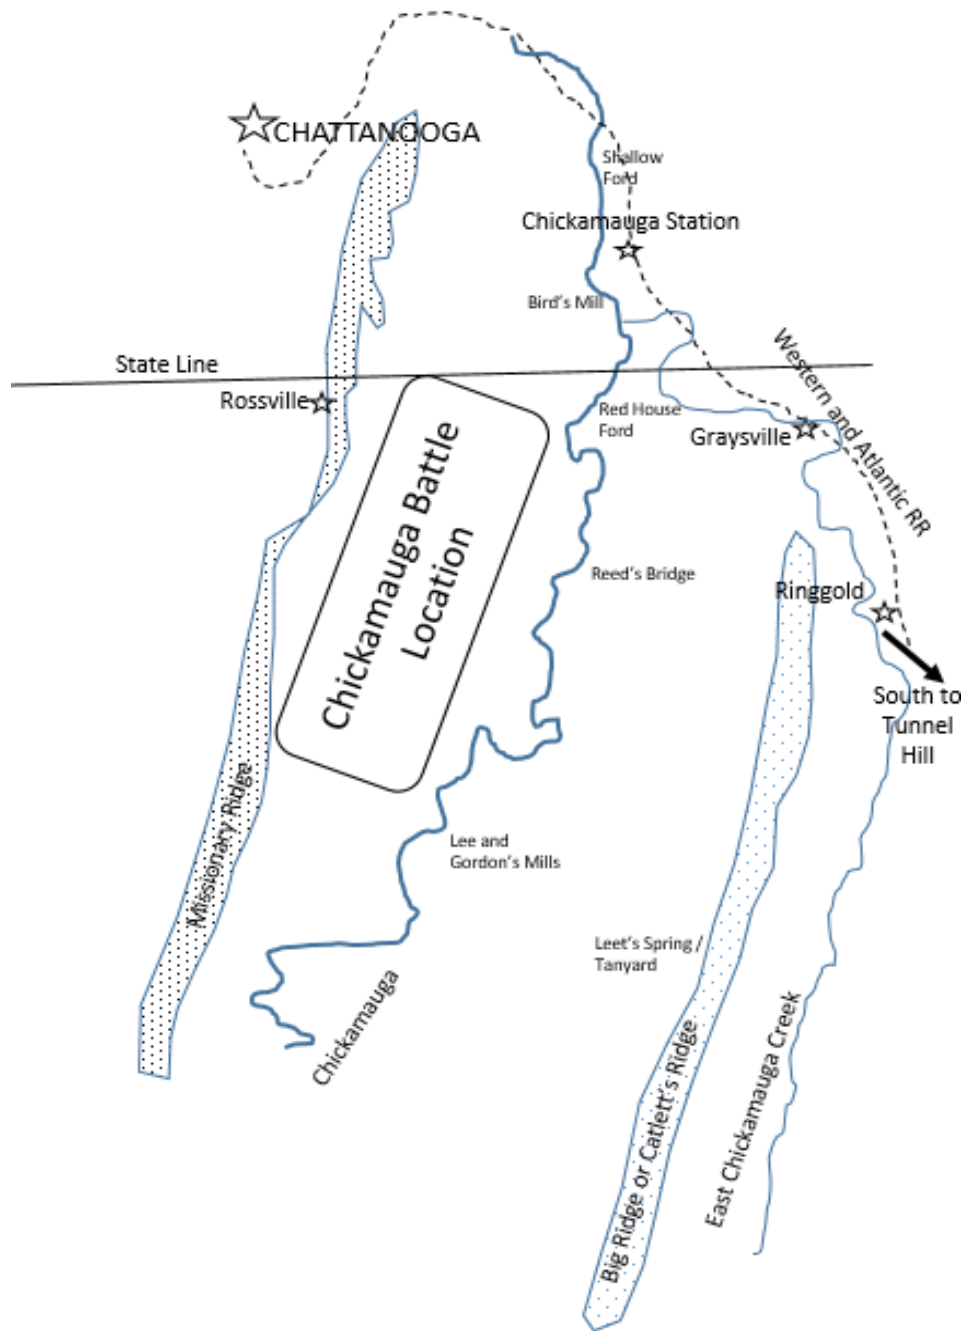 CHATTANOOGA
Shallow
Ford
Chickamauga Station
Bird's Mill
State Line
Western and Atlantic RR
Rossville
Red House
Ford
Graysville
Chickamauga Battle
Location
Reed's Bridge
Ringgold
South to
Tunnel
Hill
Missionary Ridge
Lee and
Gordon's Mills
Leet's Spring /
Tanyard
Chickamauga
Big Ridge or Catlett's Ridge
East Chickamauga Creek